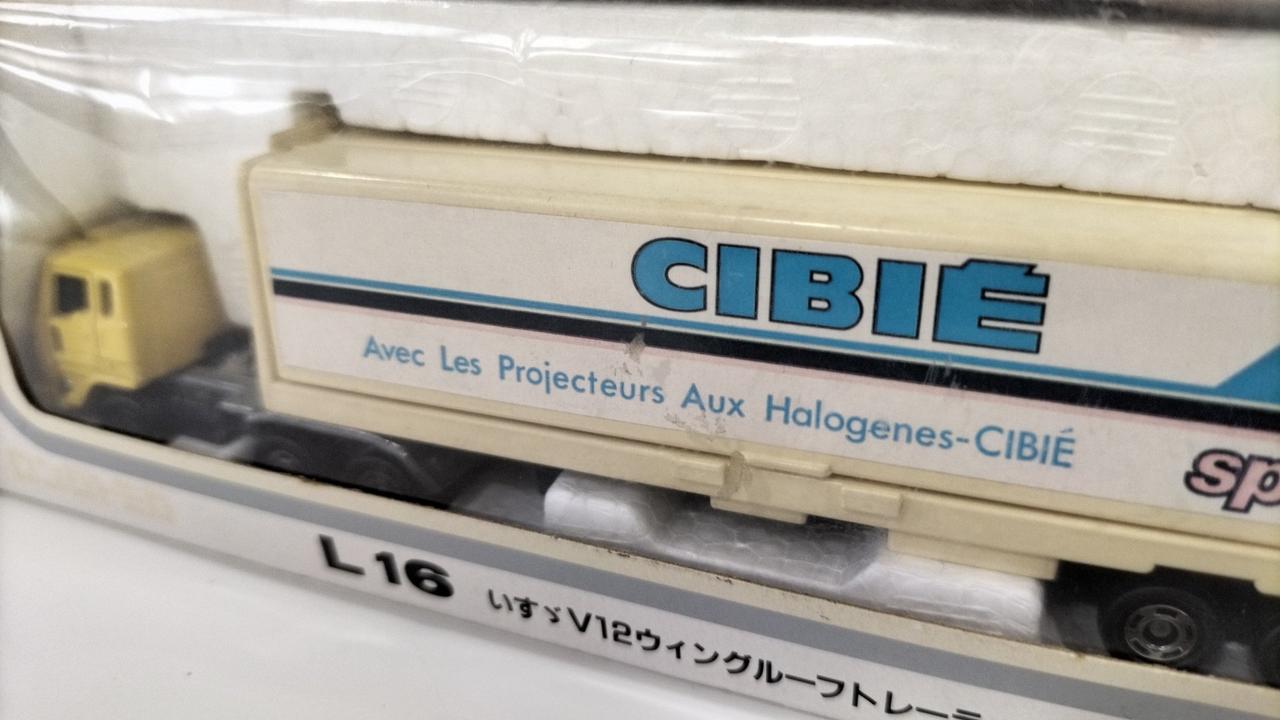 CIBIÉ
Avec Les Projecteurs Aux Halogenes-CIBIÉ
sp
L16 いすゞV12ウィングルーフトレーラ